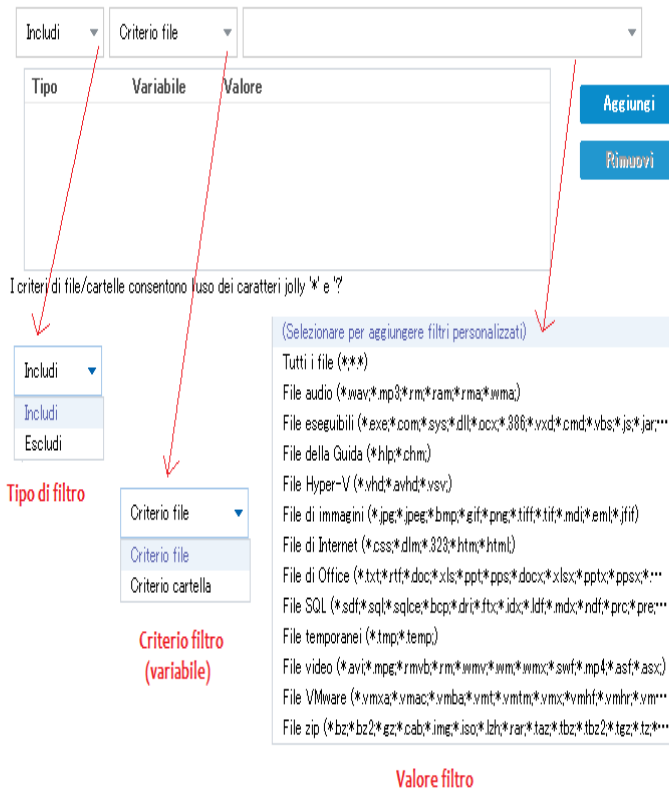 Includi
Criterio file
Tipo Variabile Valore
Aggiungi
Rimuovi
I criteri di file/cartelle consentono l'uso dei caratteri jolly '*' e '?'
Includi
Includi
Escludi
Tipo di filtro
Criterio file
Criterio file
Criterio cartella
Criterio filtro
(variabile)
(Selezionare per aggiungere filtri personalizzati)
Tutti i file (*;*.*)
File audio (*.wav;*.mp3;*.rm;*.ram;*.rma;*.wma;)
File eseguibili (*.exe;*.com;*.sys;*.dll;*.ocx;*.386;*.vxd;*.cmd;*.vbs;*.js;*.jar;...
File della Guida (*.hlp;*.chm;)
File Hyper-V (*.vhd;*.avhd;*.vsv;)
File di immagini (*.jpg;*.jpeg;*.bmp;*.gif;*.png;*.tiff;*.tif;*.mdi;*.eml;*.jfif)
File di Internet (*.css;*.dlm;*.323;*.htm;*.html;)
File di Office (*.txt;*.rtf;*.doc;*.xls;*.ppt;*.pps;*.docx;*.xlsx;*.pptx;*.ppsx;*...
File SQL (*.sdf;*.sql;*.sqlce;*.bcp;*.dri;*.ftx;*.idx;*.ldf;*.mdx;*.ndf;*.prc;*.pre;...
File temporanei (*.tmp;*.temp;)
File video (*.avi;*.mpg;*.rmvb;*.rm;*.wmv;*.wm;*.wmx;*.swf;*.mp4;*.asf;*.asx;)
File VMware (*.vmxa;*.vmac;*.vmba;*.vmt;*.vmtm;*.vmx;*.vmhf;*.vmhr;*.vm...
File zip (*.bz;*.bz2;*.gz;*.cab;*.img;*.iso;*.lzh;*.rar;*.taz;*.tbz;*.tbz2;*.tgz;*.tz;*...
Valore filtro